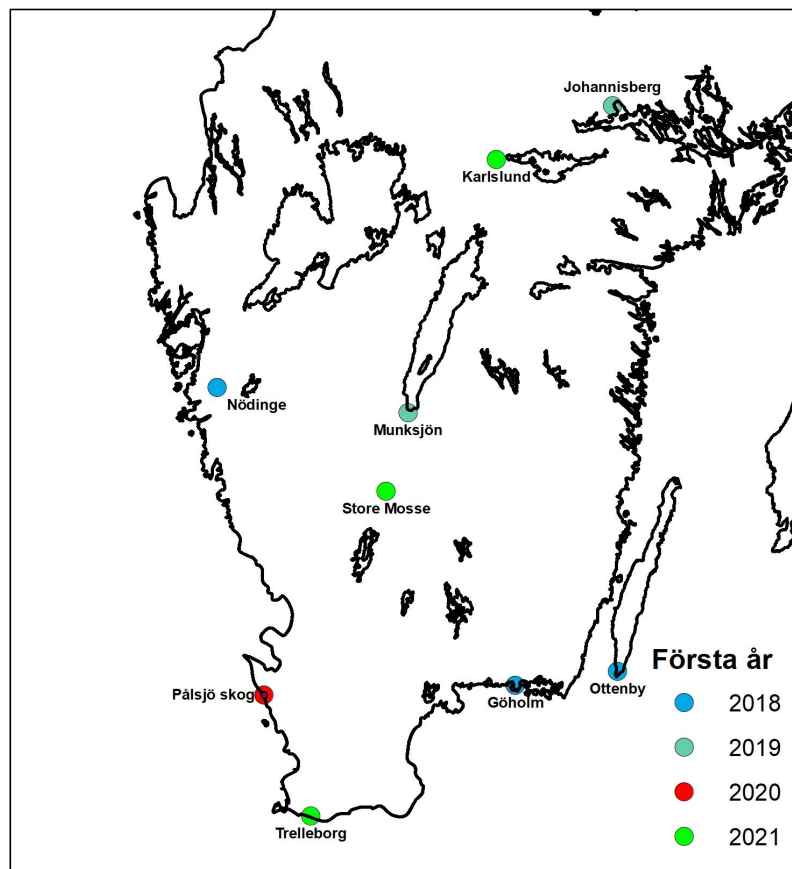 Johannisberg
Karlslund
Nödinge
Munksjön
Store Mosse
Första år
Pålsjö skog
Göholm
Ottenby
2018
2019
2020
Trelleborg
2021